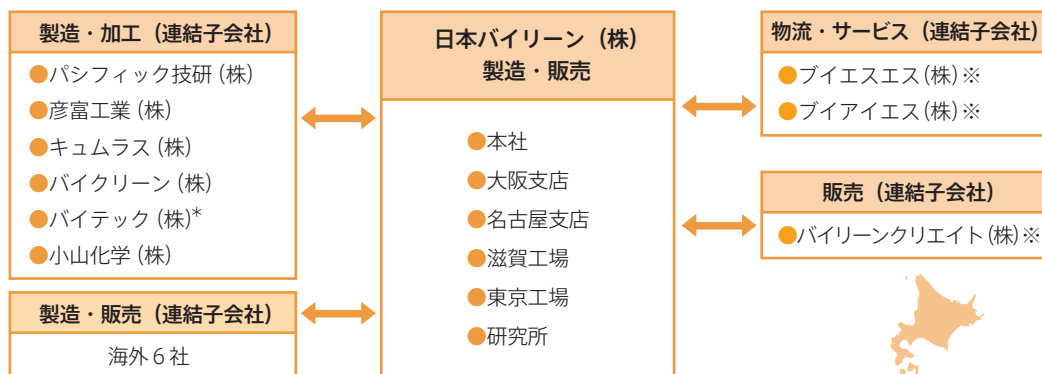 製造・加工（連結子会社）
●パシフィック技研（株）
●彦富工業（株）
●キュムラス（株）
●バイクリーン（株）
●バイテック（株）*
●小山化学（株）
製造・販売（連結子会社）
海外６社
日本バイリーン（株）
製造・販売
●本社
●大阪支店
●名古屋支店
●滋賀工場
●東京工場
●研究所
物流・サービス（連結子会社）
●ブイエスエス（株）※
●ブイアイエス（株）※
販売（連結子会社）
●バイリーンクリエイト（株）※